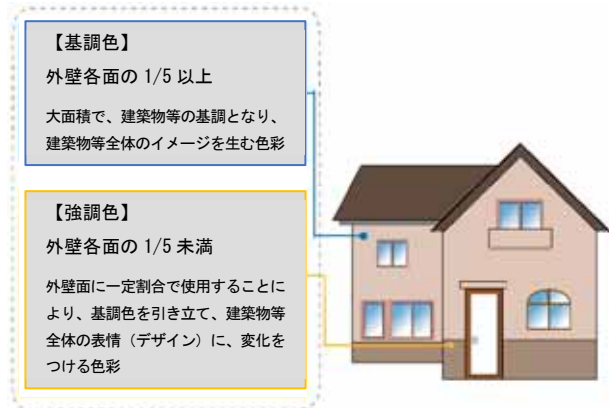 【基調色】
外壁各面の 1/5 以上
大面積で、建築物等の基調となり、
建築物等全体のイメージを生む色彩
【強調色】
外壁各面の 1/5 未満
外壁面に一定割合で使用することに
より、基調色を引き立て、建築物等
全体の表情（デザイン）に、変化を
つける色彩